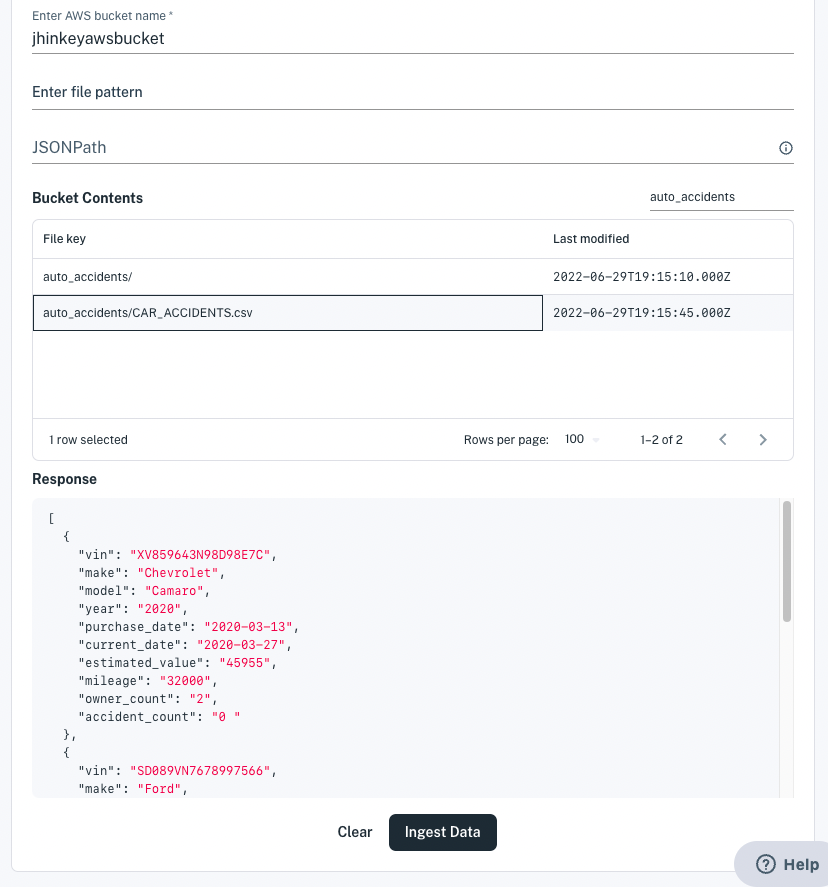 Enter AWS bucket name *
jhinkeyawsbucket
Enter file pattern
JSONPath
Bucket Contents
auto_accidents
File key Last modified
auto_accidents/ 2022-06-29T19:15:10.000Z
auto_accidents/CAR_ACCIDENTS.csv 2022-06-29T19:15:45.000Z
1 row selected Rows per page: 100 1–2 of 2
Response
[
{
"vin": "XV859643N98D98E7C",
"make": "Chevrolet",
"model": "Camaro",
"year": "2020",
"purchase_date": "2020-03-13",
"current_date": "2020-03-27",
"estimated_value": "45955",
"mileage": "32000",
"owner_count": "2",
"accident_count": "0 "
},
{
"vin": "SD089VN7678997566",
"make": "Ford",
Clear Ingest Data
Help